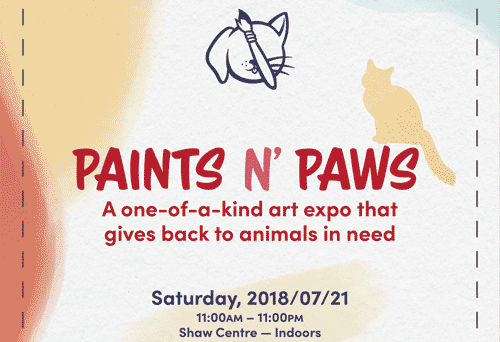 PAINTS N' PAWS
A one-of-a-kind art expo that
gives back to animals in need
Saturday, 2018/07/21
11:00AM – 11:00PM
Shaw Centre — Indoors